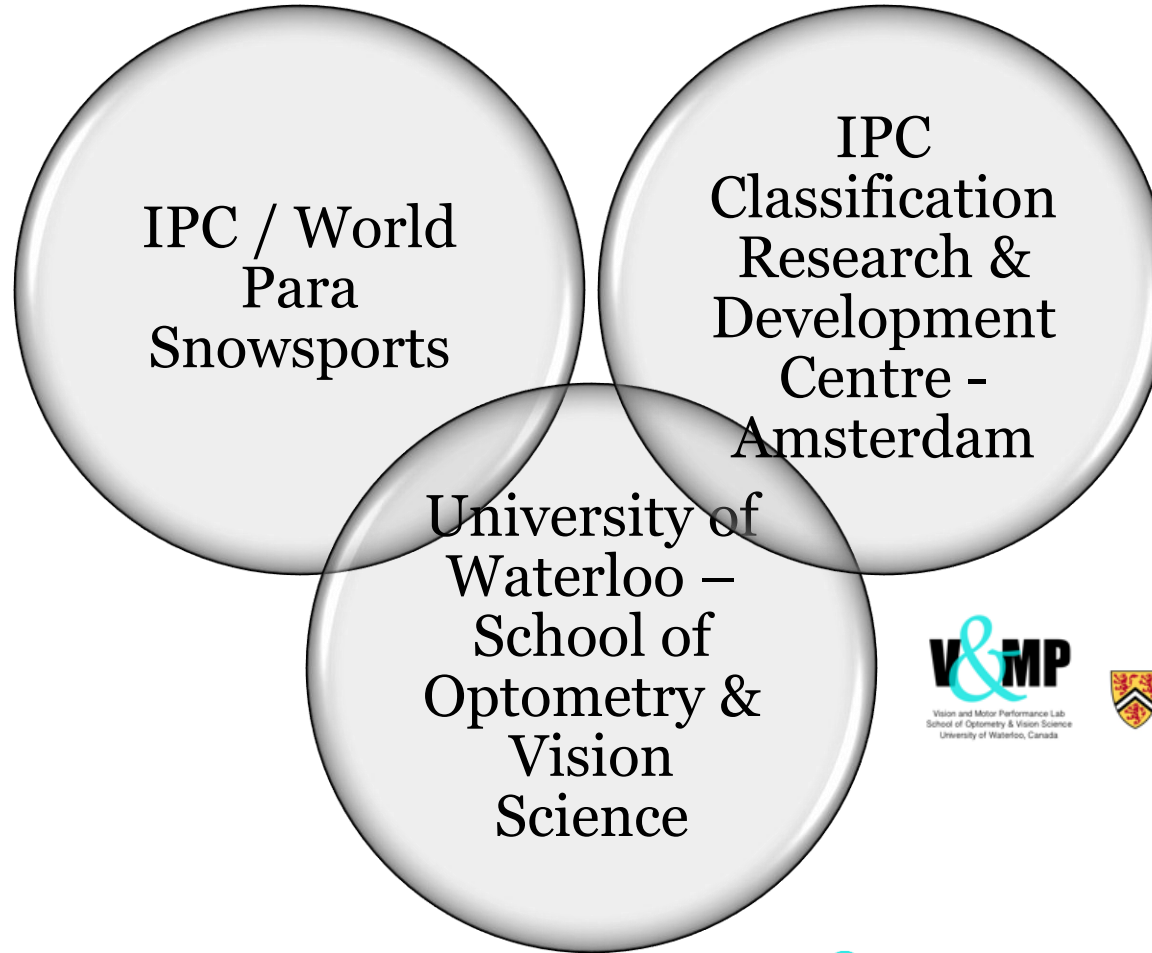 IPC / World
Para
Snowsports
IPC
Classification
Research &
Development
Centre -
Amsterdam
University of
Waterloo –
School of
Optometry &
Vision
Science
V&MP
Vision and Motor Performance Lab
School of Optometry & Vision Science
University of Waterloo, Canada